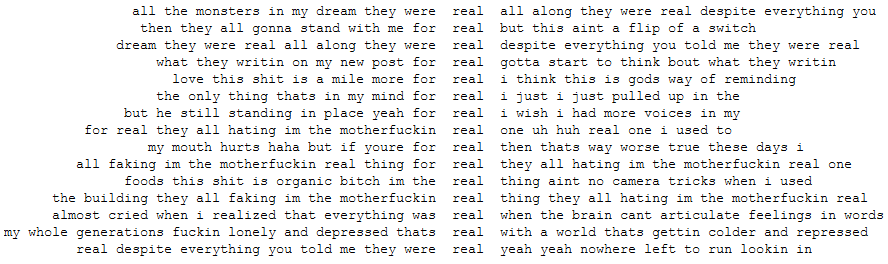 all the monsters in my dream they were real all along they were real despite everything you
then they all gonna stand with me for real but this aint a flip of a switch
dream they were real all along they were real despite everything you told me they were real
what they writin on my new post for real gotta start to think bout what they writin
love this shit is a mile more for real i think this is gods way of reminding
the only thing thats in my mind for real i just i just pulled up in the
but he still standing in place yeah for real i wish i had more voices in my
for real they all hating im the motherfuckin real one uh huh real one i used to
my mouth hurts haha but if youre for real then thats way worse true these days i
all faking im the motherfuckin real thing for real they all hating im the motherfuckin real one
foods this shit is organic bitch im the real thing aint no camera tricks when i used
the building they all faking im the motherfuckin real thing they all hating im the motherfuckin real
almost cried when i realized that everything was real when the brain cant articulate feelings in words
my whole generations fuckin lonely and depressed thats real with a world thats gettin colder and repressed
real despite everything you told me they were real yeah yeah nowhere left to run lookin in